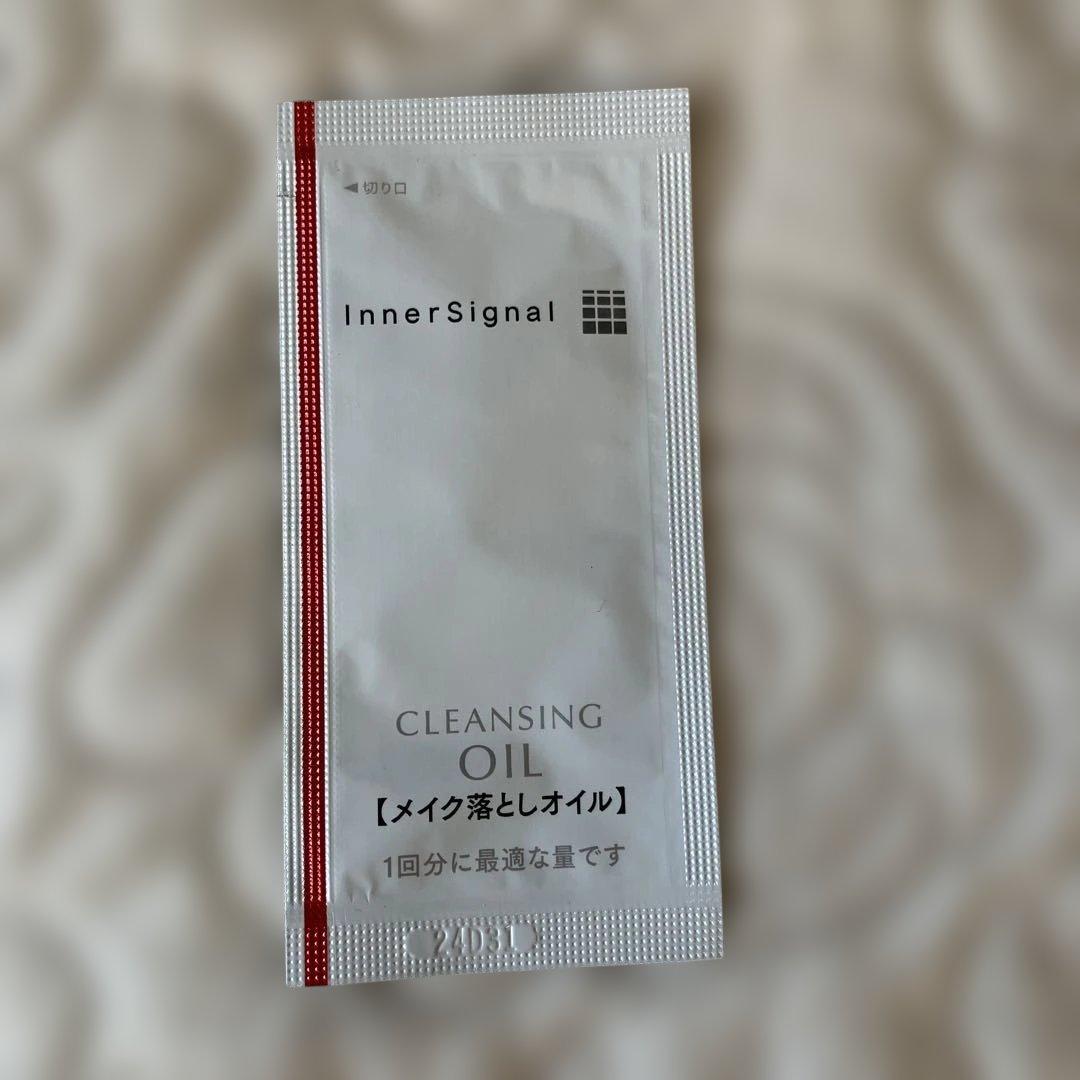 ◀切り口
InnerSignal
CLEANSING
OIL
【メイク落としオイル】
1回分に最適な量です
24D31